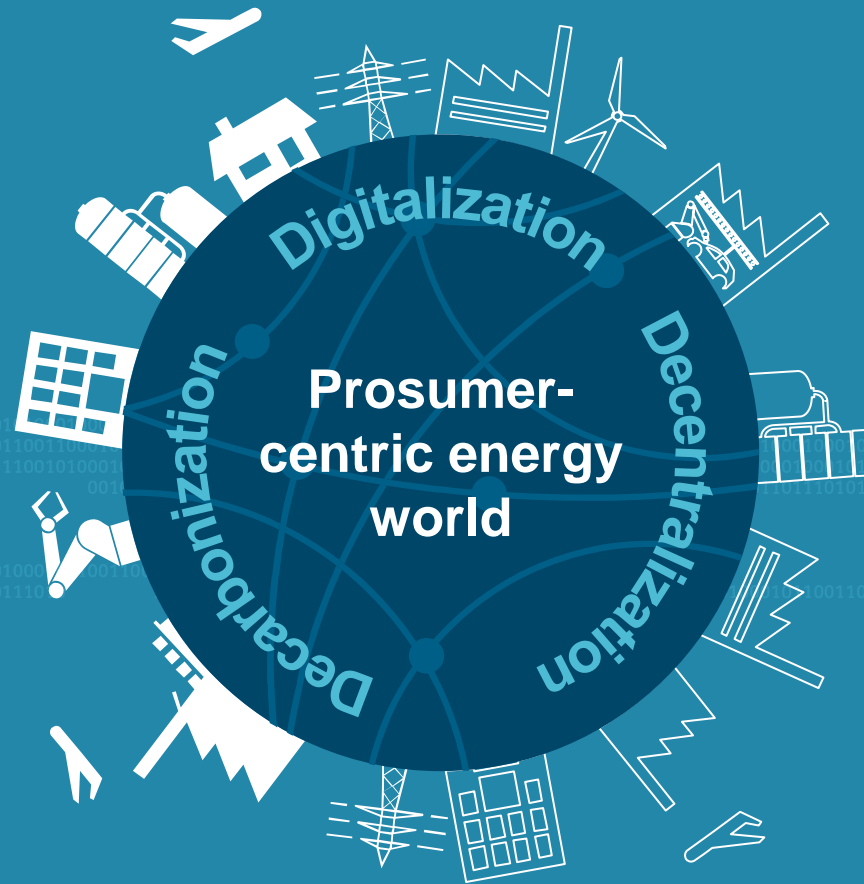 Digitalization
Decentralization
Decarbonization
Prosumer-
centric energy
world